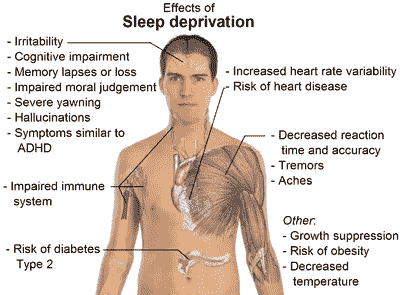 Effects of
Sleep deprivation
- Irritability
- Cognitive impairment
- Memory lapses or loss
- Impaired moral judgement
- Severe yawning
- Hallucinations
- Symptoms similar to
ADHD
- Impaired immune
system
- Risk of diabetes
Type 2
- Increased heart rate variability
- Risk of heart disease
- Decreased reaction
time and accuracy
- Tremors
- Aches
Other:
- Growth suppression
- Risk of obesity
- Decreased
temperature